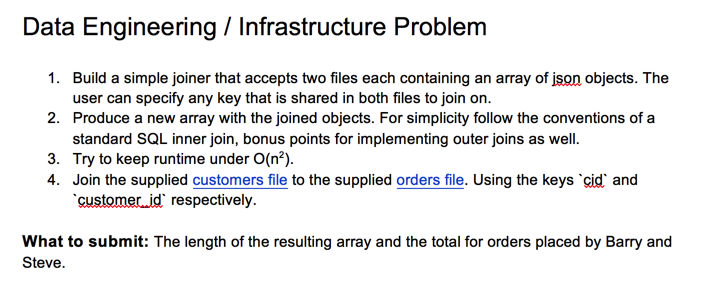 Data Engineering / Infrastructure Problem
1. Build a simple joiner that accepts two files each containing an array of json objects. The
user can specify any key that is shared in both files to join on.
2. Produce a new array with the joined objects. For simplicity follow the conventions of a
standard SQL inner join, bonus points for implementing outer joins as well.
3. Try to keep runtime under O(n²).
4. Join the supplied customers file to the supplied orders file. Using the keys `cid` and
`customer_id` respectively.
What to submit: The length of the resulting array and the total for orders placed by Barry and
Steve.